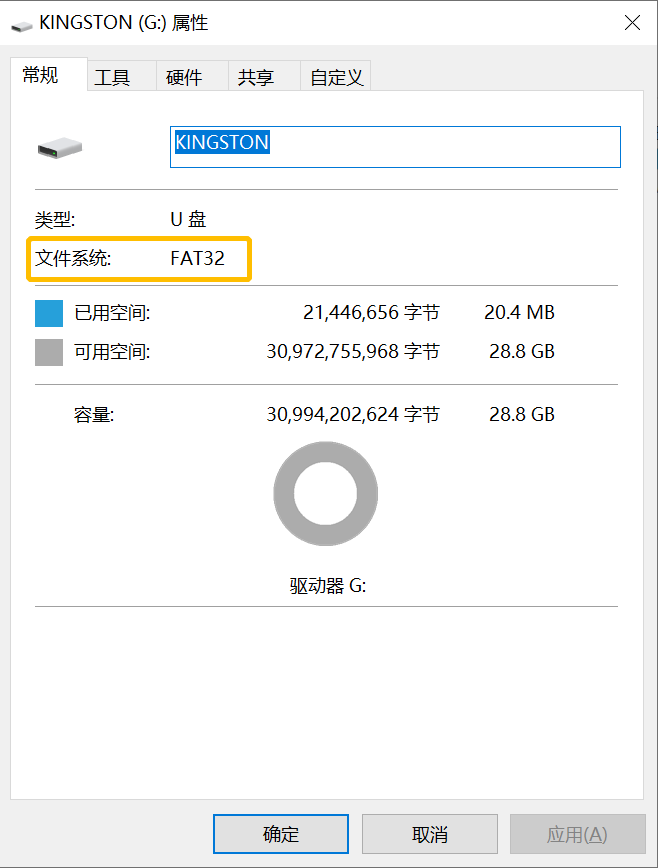 KINGSTON (G:) 属性
常规 工具 硬件 共享 自定义
KINGSTON
类型: U 盘
文件系统: FAT32
已用空间: 21,446,656 字节 20.4 MB
可用空间: 30,972,755,968 字节 28.8 GB
容量: 30,994,202,624 字节 28.8 GB
驱动器 G:
确定 取消 应用(A)